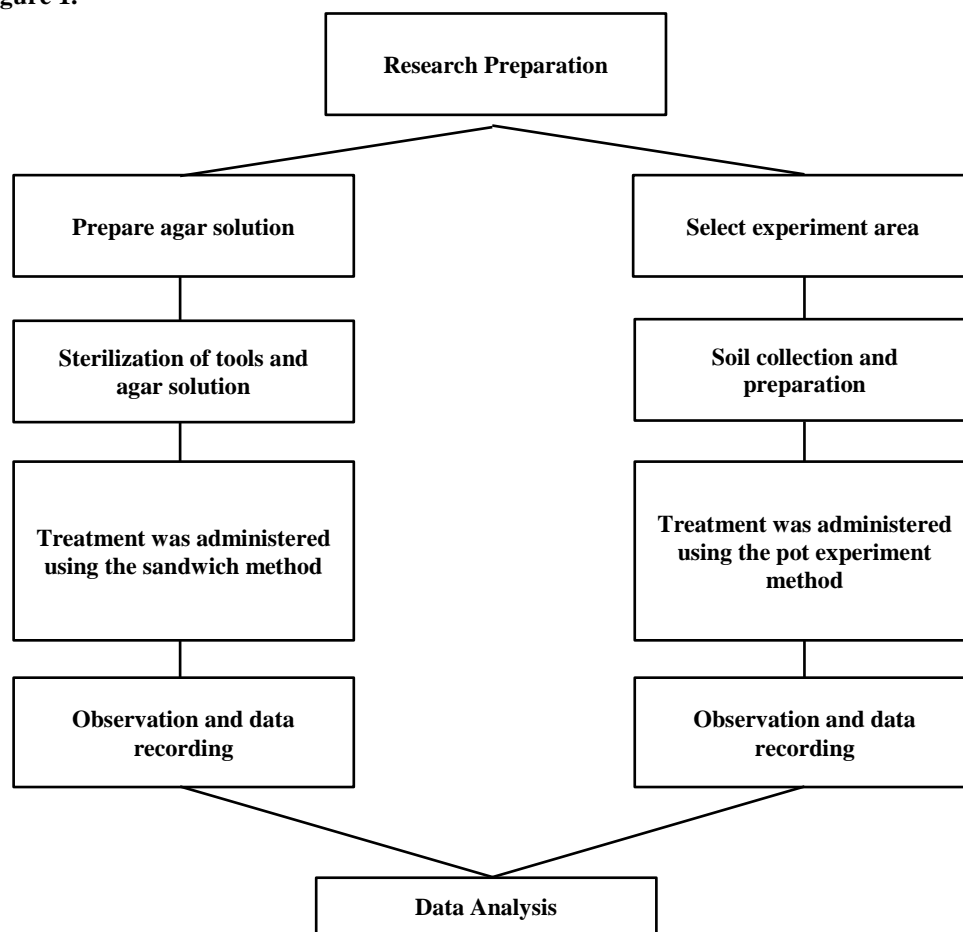 gure 1.
Research Preparation
Prepare agar solution
Select experiment area
Sterilization of tools and
agar solution
Soil collection and
preparation
Treatment was administered
using the sandwich method
Treatment was administered
using the pot experiment
method
Observation and data
recording
Observation and data
recording
Data Analysis